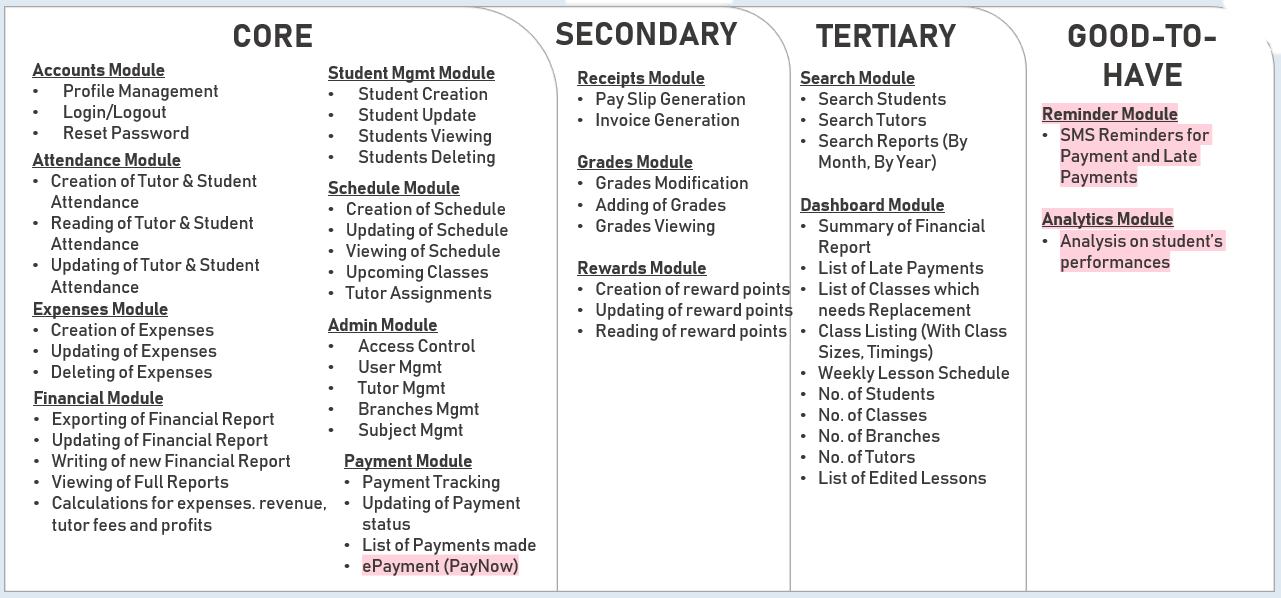 CORE
Accounts Module
• Profile Management
• Login/Logout
• Reset Password
Attendance Module
• Creation of Tutor & Student
Attendance
• Reading of Tutor & Student
Attendance
• Updating of Tutor & Student
Attendance
Expenses Module
• Creation of Expenses
• Updating of Expenses
• Deleting of Expenses
Financial Module
• Exporting of Financial Report
• Updating of Financial Report
• Writing of new Financial Report
• Viewing of Full Reports
• Calculations for expenses. revenue,
tutor fees and profits
Student Mgmt Module
• Student Creation
• Student Update
• Students Viewing
• Students Deleting
Schedule Module
• Creation of Schedule
• Updating of Schedule
• Viewing of Schedule
• Upcoming Classes
• Tutor Assignments
Admin Module
• Access Control
• User Mgmt
• Tutor Mgmt
• Branches Mgmt
• Subject Mgmt
Payment Module
• Payment Tracking
• Updating of Payment
status
• List of Payments made
• ePayment (PayNow)
SECONDARY
Receipts Module
• Pay Slip Generation
• Invoice Generation
Grades Module
• Grades Modification
• Adding of Grades
• Grades Viewing
Rewards Module
• Creation of reward points
• Updating of reward points
• Reading of reward points
TERTIARY
Search Module
• Search Students
• Search Tutors
• Search Reports (By
Month, By Year)
Dashboard Module
• Summary of Financial
Report
• List of Late Payments
• List of Classes which
needs Replacement
• Class Listing (With Class
Sizes, Timings)
• Weekly Lesson Schedule
• No. of Students
• No. of Classes
• No. of Branches
• No. of Tutors
• List of Edited Lessons
GOOD-TO-
HAVE
Reminder Module
• SMS Reminders for
Payment and Late
Payments
Analytics Module
• Analysis on student's
performances